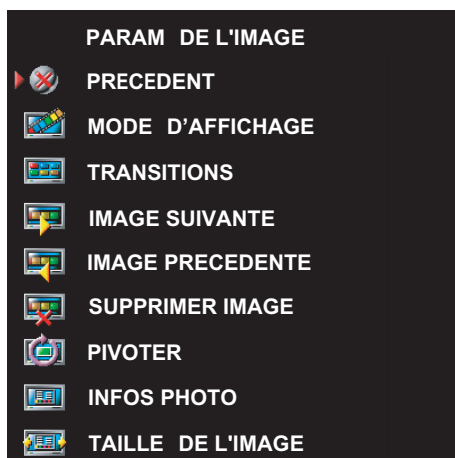 PARAM DE L'IMAGE
PRECEDENT
MODE D’AFFICHAGE
TRANSITIONS
IMAGE SUIVANTE
IMAGE PRECEDENTE
SUPPRIMER IMAGE
PIVOTER
INFOS PHOTO
TAILLE DE L'IMAGE